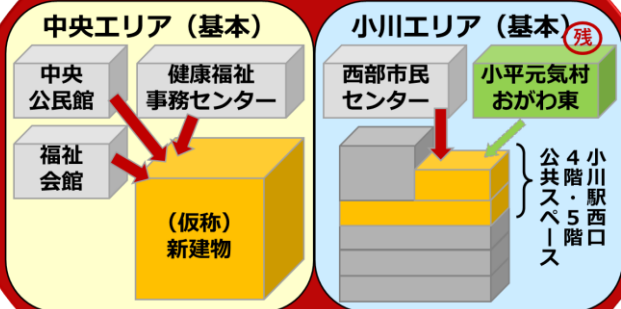 中央エリア（基本）
中央
公民館
健康福祉
事務センター
福祉
会館
（仮称）
新建物
小川エリア（基本）
残
西部市民
センター
小平元気村
おがわ東
小川駅西口
４階・５階
公共スペース